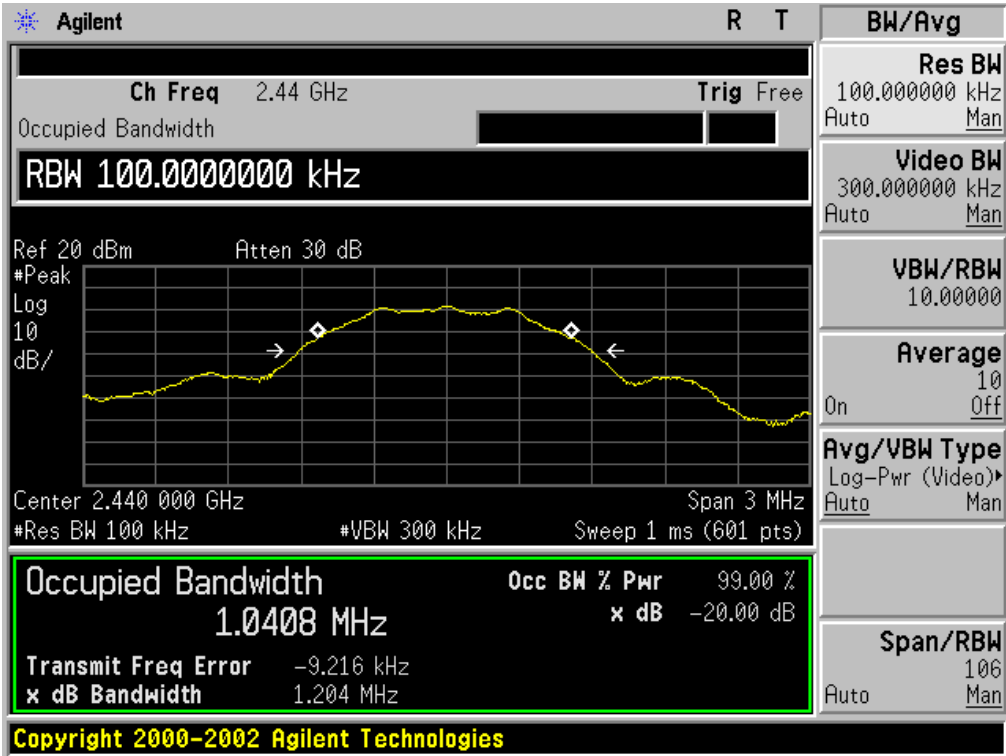 Agilent R T
Ch Freq 2.44 GHz Trig Free
Occupied Bandwidth
RBW 100.0000000 kHz
Ref 20 dBm Atten 30 dB
#Peak
Log
10
dB/
Center 2.440 000 GHz Span 3 MHz
#Res BW 100 kHz #VBW 300 kHz Sweep 1 ms (601 pts)
Occupied Bandwidth Occ BW % Pwr 99.00 %
1.0408 MHz x dB -20.00 dB
Transmit Freq Error -9.216 kHz
x dB Bandwidth 1.204 MHz
Copyright 2000-2002 Agilent Technologies
BW/Avg
Res BW
100.000000 kHz
Auto Man
Video BW
300.000000 kHz
Auto Man
VBW/RBW
10.00000
Average
10
On Off
Avg/VBW Type
Log-Pwr (Video)
Auto Man
Span/RBW
106
Auto Man